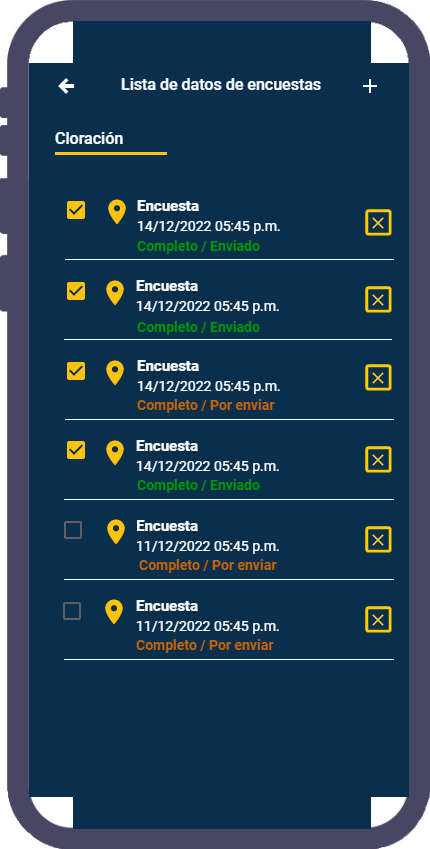 Lista de datos de encuestas
Cloración
Encuesta
14/12/2022 05:45 p.m.
Completo / Enviado
Encuesta
14/12/2022 05:45 p.m.
Completo / Enviado
Encuesta
14/12/2022 05:45 p.m.
Completo / Por enviar
Encuesta
14/12/2022 05:45 p.m.
Completo / Enviado
Encuesta
11/12/2022 05:45 p.m.
Completo / Por enviar
Encuesta
11/12/2022 05:45 p.m.
Completo / Por enviar